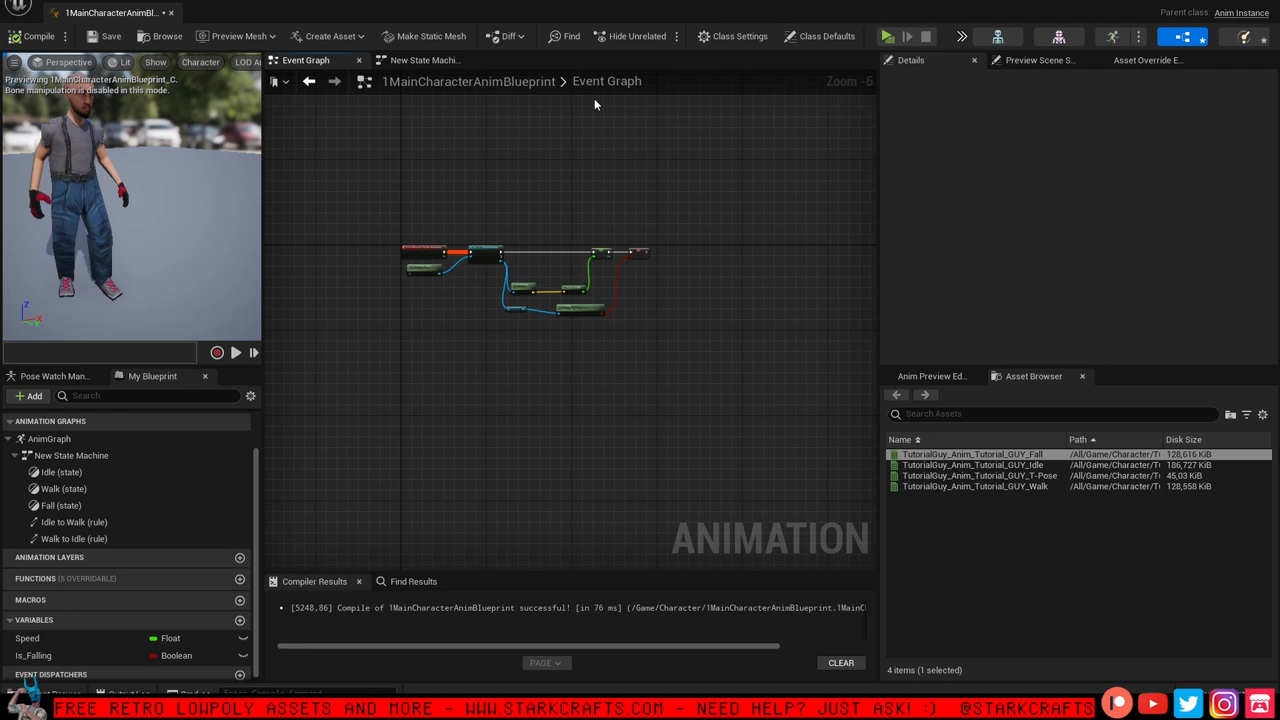 1MainCharacterAnimBluepri...
Parent class: Anim Instance
Compile
Save
Browse
Preview Mesh
Create Asset
Make Static Mesh
Diff
Find
Hide Unrelated
Class Settings
Class Defaults
Perspective
Lit
Show
Character
LOD Au
Previewing 1MainCharacterAnimBlueprint_C.
Bone manipulation is disabled in this mode.
Event Graph
New State Machi...
1MainCharacterAnimBlueprint > Event Graph
Zoom -6
ANIMATION
Details
Preview Scene S...
Asset Override E...
Pose Watch Man...
My Blueprint
Add
Search
ANIMATION GRAPHS
AnimGraph
New State Machine
Idle (state)
Walk (state)
Fall (state)
Idle to Walk (rule)
Walk to Idle (rule)
ANIMATION LAYERS
FUNCTIONS (5 OVERRIDABLE)
MACROS
VARIABLES
Speed Float
Is_Falling Boolean
EVENT DISPATCHERS
Compiler Results
Find Results
[5248,86] Compile of 1MainCharacterAnimBlueprint successful! [in 76 ms] (/Game/Character/1MainCharacterAnimBlueprint.1MainC
PAGE
CLEAR
Anim Preview Ed...
Asset Browser
Search Assets
Name Path Disk Size
TutorialGuy_Anim_Tutorial_GUY_Fall /All/Game/Character/Tu 128,616 KiB
TutorialGuy_Anim_Tutorial_GUY_Idle /All/Game/Character/Tu 186,727 KiB
TutorialGuy_Anim_Tutorial_GUY_T-Pose /All/Game/Character/Tu 45,03 KiB
TutorialGuy_Anim_Tutorial_GUY_Walk /All/Game/Character/Tu 128,558 KiB
4 items (1 selected)
FREE RETRO LOWPOLY ASSETS AND MORE - WWW.STARKCRAFTS.COM - NEED HELP? JUST ASK! :) @STARKCRAFTS